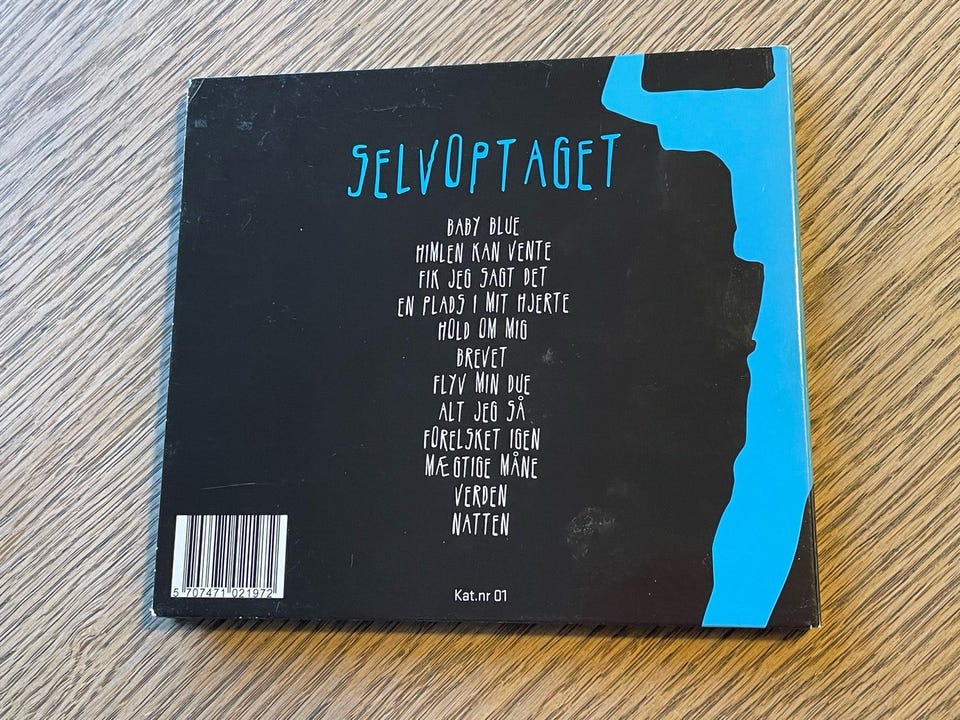 SELVOPTAGET
BABY BLUE
HIMLEN KAN VENTE
FIK JEG SAGT DET
EN PLADS I MIT HJERTE
HOLD OM MIG
BREVET
FLYV MIN DUE
ALT JEG SÅ
FORELSKET IGEN
MÆGTIGE MÅNE
VERDEN
NATTEN
5 707471 021972
Kat.nr 01